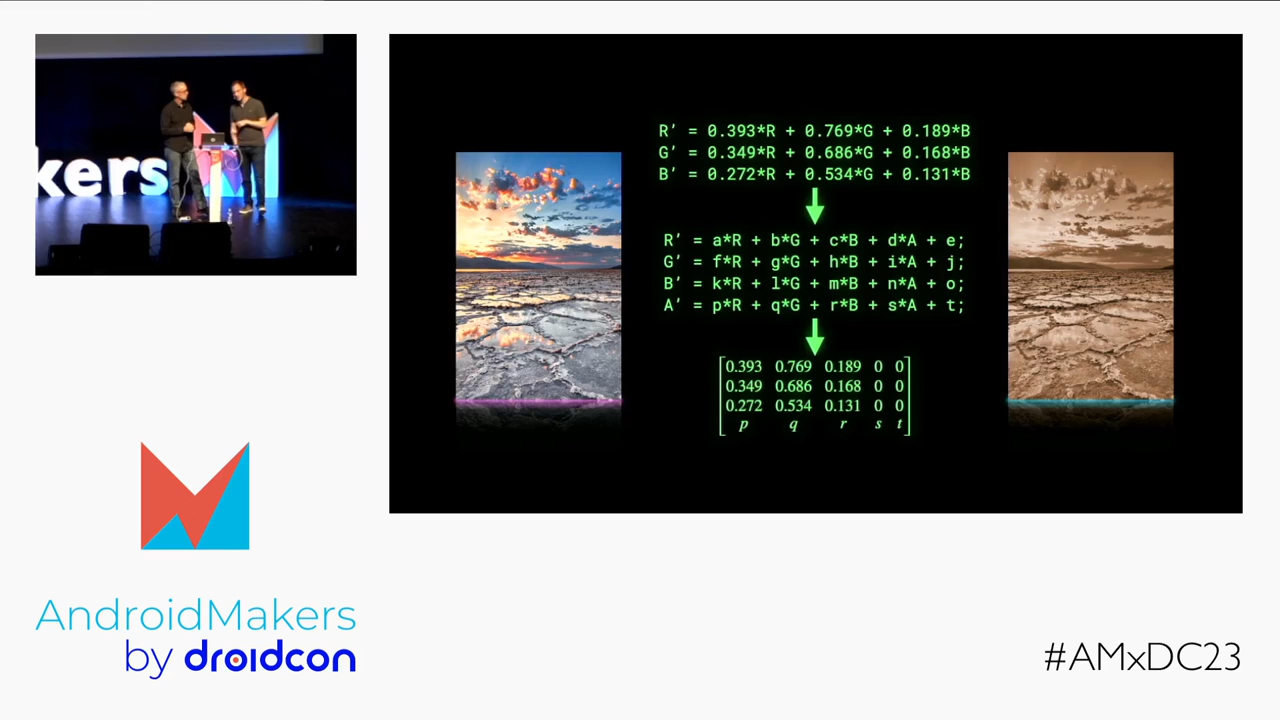 kers
R’ = 0.393*R + 0.769*G + 0.189*B
G’ = 0.349*R + 0.686*G + 0.168*B
B’ = 0.272*R + 0.534*G + 0.131*B
R’ = a*R + b*G + c*B + d*A + e;
G’ = f*R + g*G + h*B + i*A + j;
B’ = k*R + l*G + m*B + n*A + o;
A’ = p*R + q*G + r*B + s*A + t;
0.393 0.769 0.189 0 0
0.349 0.686 0.168 0 0
0.272 0.534 0.131 0 0
p q r s t
AndroidMakers
by droidcon
#AMxDC23